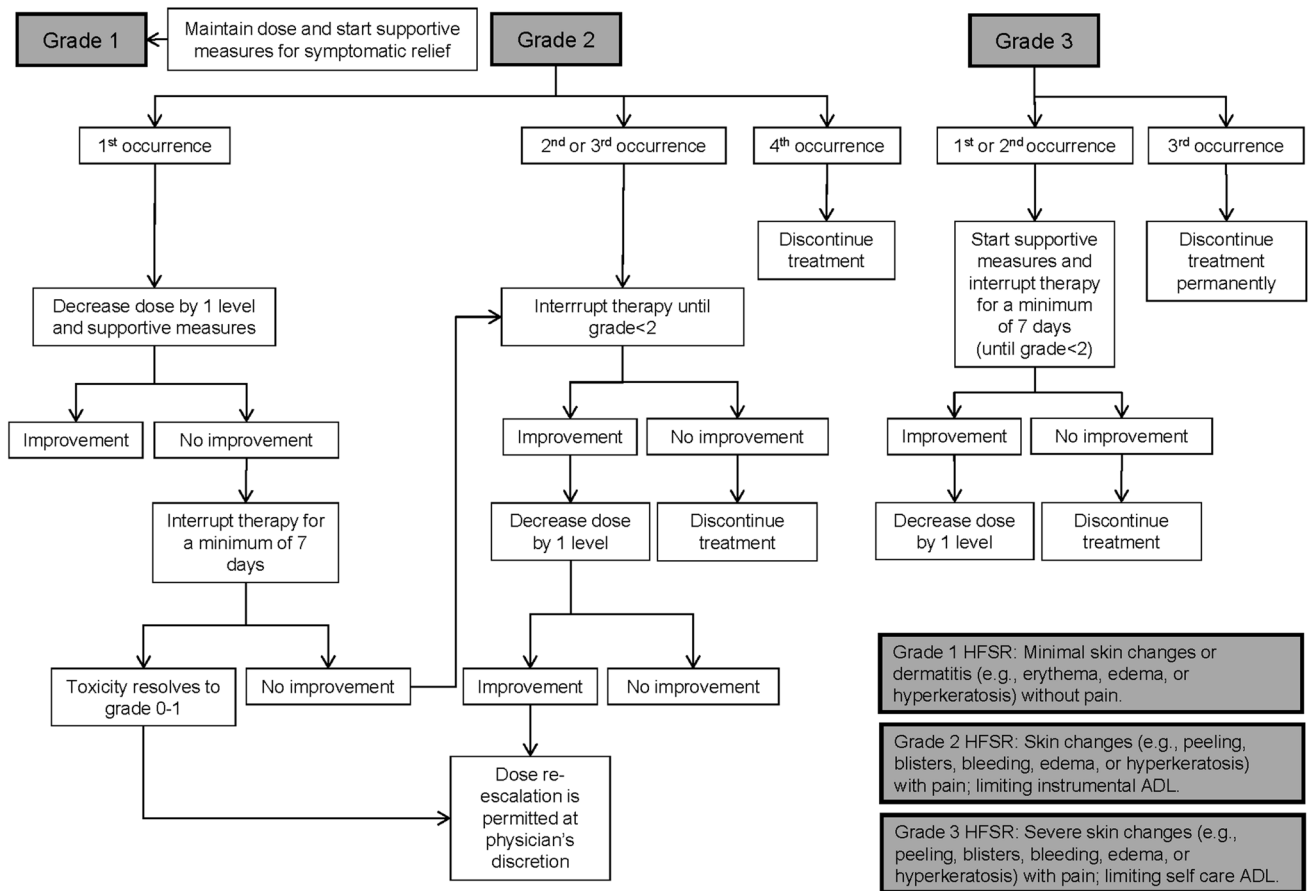 Grade 1
Maintain dose and start supportive
measures for symptomatic relief
Grade 2
Grade 3
1st occurrence
2nd or 3rd occurrence
4th occurrence
1st or 2nd occurrence
3rd occurrence
Discontinue
treatment
Start supportive
measures and
interrupt therapy
for a minimum
of 7 days
(until grade<2)
Discontinue
treatment
permanently
Decrease dose by 1 level
and supportive measures
Interrrupt therapy until
grade<2
Improvement
No improvement
Improvement
No improvement
Improvement
No improvement
Interrupt therapy for
a minimum of 7
days
Decrease dose
by 1 level
Discontinue
treatment
Decrease dose
by 1 level
Discontinue
treatment
Toxicity resolves to
grade 0-1
No improvement
Improvement
No improvement
Dose re-
escalation is
permitted at
physician's
discretion
Grade 1 HFSR: Minimal skin changes or
dermatitis (e.g., erythema, edema, or
hyperkeratosis) without pain.
Grade 2 HFSR: Skin changes (e.g., peeling,
blisters, bleeding, edema, or hyperkeratosis)
with pain; limiting instrumental ADL.
Grade 3 HFSR: Severe skin changes (e.g.,
peeling, blisters, bleeding, edema, or
hyperkeratosis) with pain; limiting self care ADL.